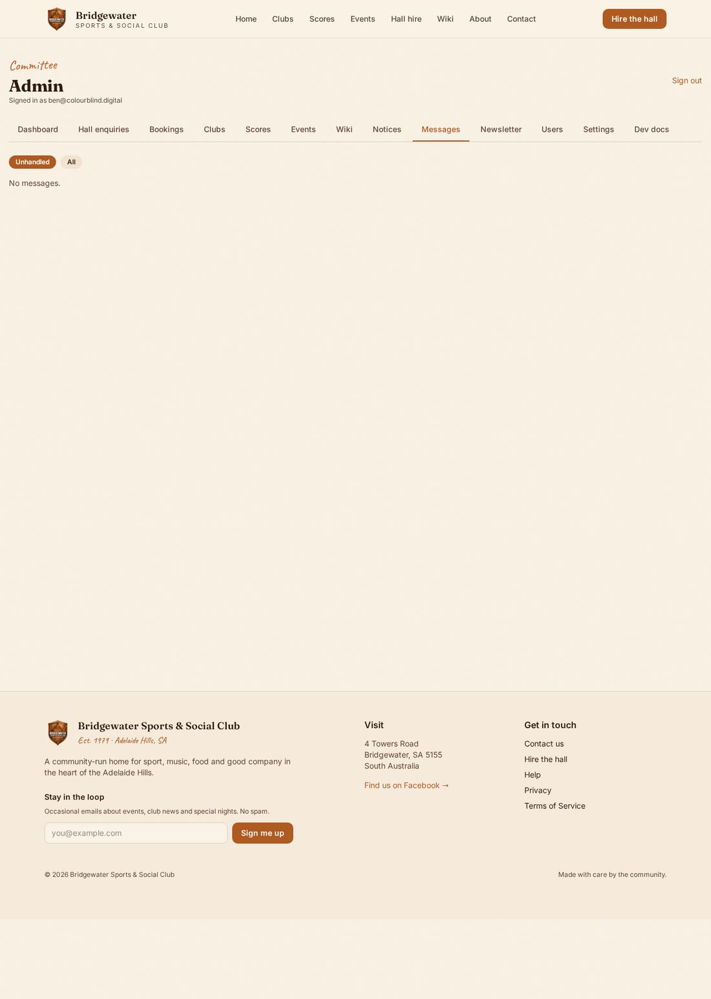 Bridgewater
SPORTS & SOCIAL CLUB
Home
Clubs
Scores
Events
Hall hire
Wiki
About
Contact
Hire the hall
Committee
Admin
Signed in as ben@colourblind.digital
Sign out
Dashboard
Hall enquiries
Bookings
Clubs
Scores
Events
Wiki
Notices
Messages
Newsletter
Users
Settings
Dev docs
Unhandled
All
No messages.
BRIDGEWATER
Bridgewater Sports & Social Club
Est. 1979 · Adelaide Hills, SA
A community-run home for sport, music, food and good company in
the heart of the Adelaide Hills.
Stay in the loop
Occasional emails about events, club news and special nights. No spam.
you@example.com
Sign me up
Visit
4 Towers Road
Bridgewater, SA 5155
South Australia
Find us on Facebook →
Get in touch
Contact us
Hire the hall
Help
Privacy
Terms of Service
© 2026 Bridgewater Sports & Social Club
Made with care by the community.